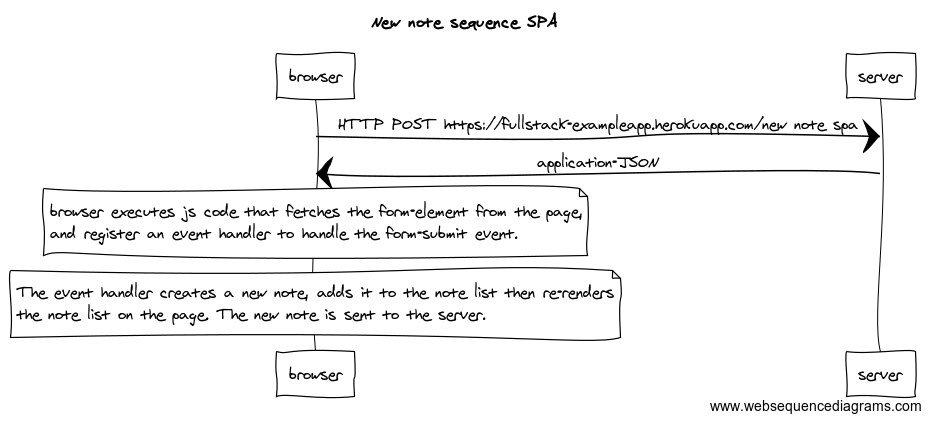 New note sequence SPA
browser
server
HTTP POST https://fullstack-exampleapp.herokuapp.com/new note spa
application-JSON
browser executes js code that fetches the form-element from the page,
and register an event handler to handle the form-submit event.
The event handler creates a new note, adds it to the note list then re-renders
the note list on the page. The new note is sent to the server.
browser
server
www.websequencediagrams.com